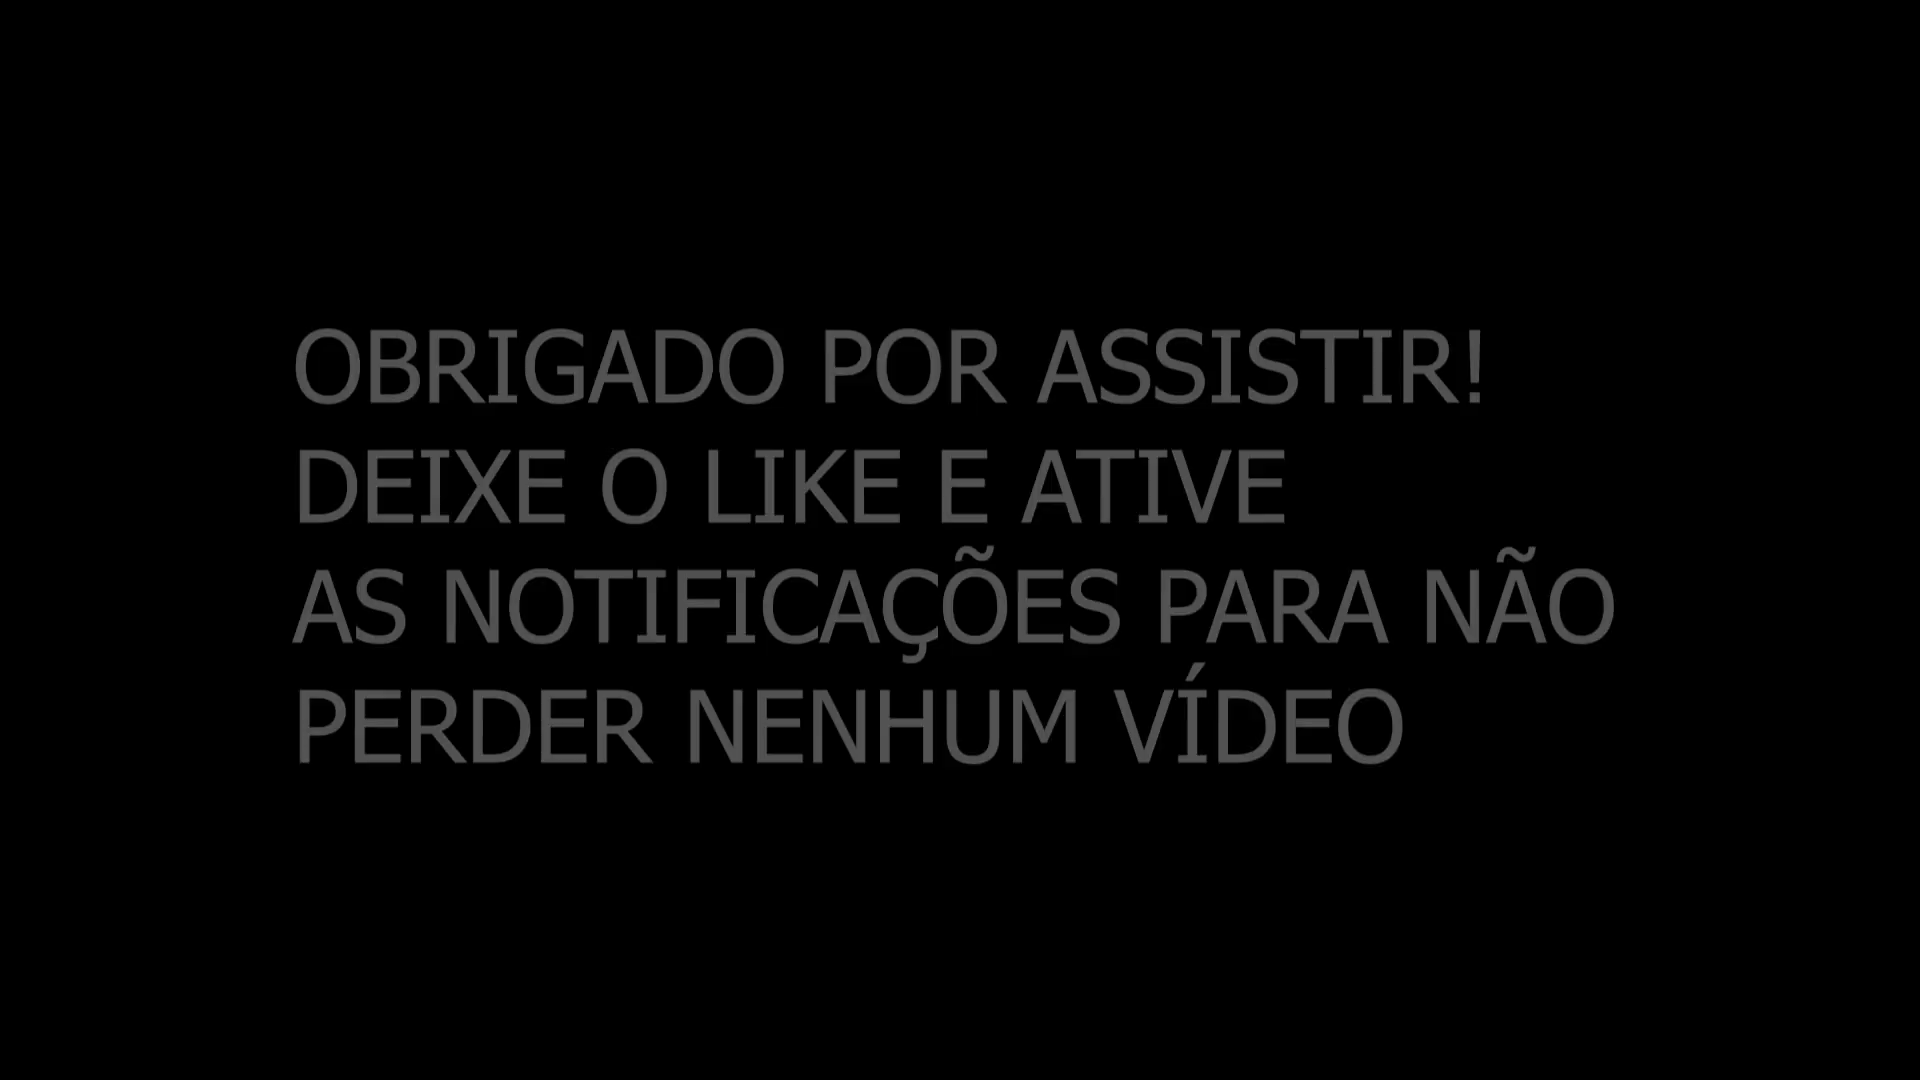 OBRIGADO POR ASSISTIR!
DEIXE O LIKE E ATIVE
AS NOTIFICAÇÕES PARA NÃO
PERDER NENHUM VÍDEO